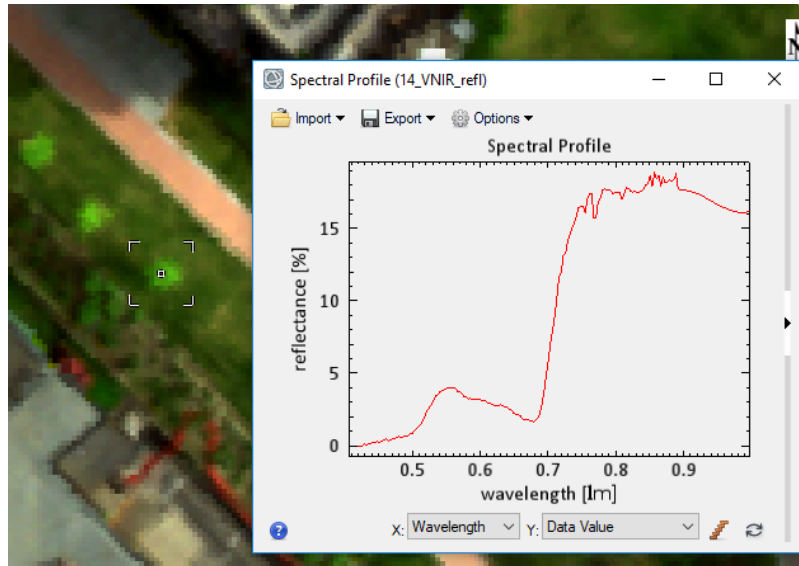 N
Spectral Profile (14_VNIR_refl)
Import Export Options
Spectral Profile
reflectance [%]
15
10
5
0
0.5 0.6 0.7 0.8 0.9
wavelength [lm]
X: Wavelength Y: Data Value